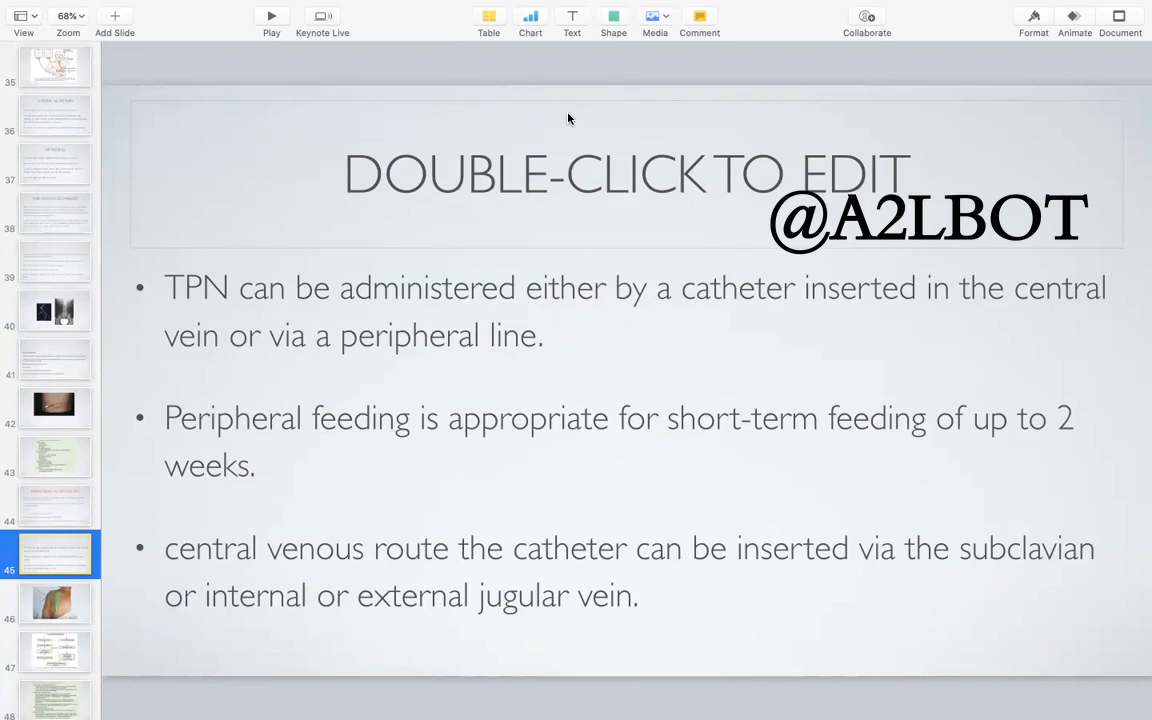 68%
View
Zoom
Add Slide
Play
Keynote Live
Table
Chart
Text
Shape
Media
Comment
Collaborate
Format
Animate
Document
35
36
37
38
39
40
41
42
43
44
45
46
47
48
DOUBLE-CLICK TO EDIT
@A2LBOT
• TPN can be administered either by a catheter inserted in the central
vein or via a peripheral line.
• Peripheral feeding is appropriate for short-term feeding of up to 2
weeks.
• central venous route the catheter can be inserted via the subclavian
or internal or external jugular vein.